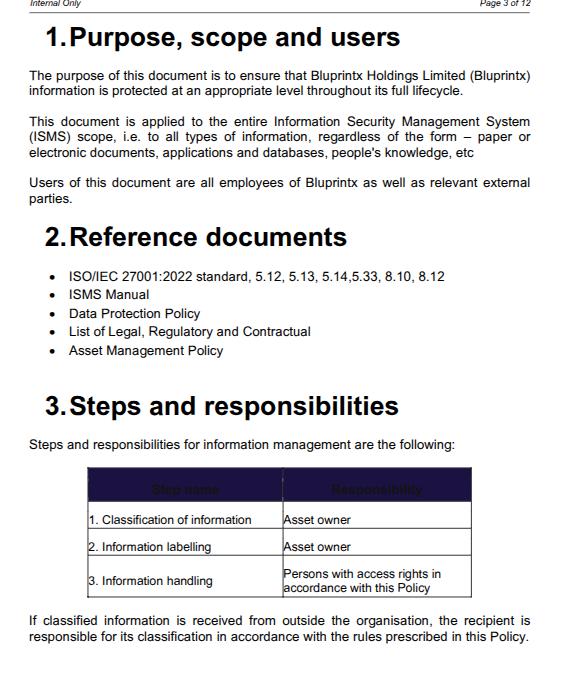 Internal Only Page 3 of 12
1.Purpose, scope and users
The purpose of this document is to ensure that Bluprintx Holdings Limited (Bluprintx)
information is protected at an appropriate level throughout its full lifecycle.
This document is applied to the entire Information Security Management System
(ISMS) scope, i.e. to all types of information, regardless of the form – paper or
electronic documents, applications and databases, people's knowledge, etc
Users of this document are all employees of Bluprintx as well as relevant external
parties.
2.Reference documents
• ISO/IEC 27001:2022 standard, 5.12, 5.13, 5.14,5.33, 8.10, 8.12
• ISMS Manual
• Data Protection Policy
• List of Legal, Regulatory and Contractual
• Asset Management Policy
3.Steps and responsibilities
Steps and responsibilities for information management are the following:
Step name Responsibility
1. Classification of information Asset owner
2. Information labelling Asset owner
3. Information handling Persons with access rights in
accordance with this Policy
If classified information is received from outside the organisation, the recipient is
responsible for its classification in accordance with the rules prescribed in this Policy.